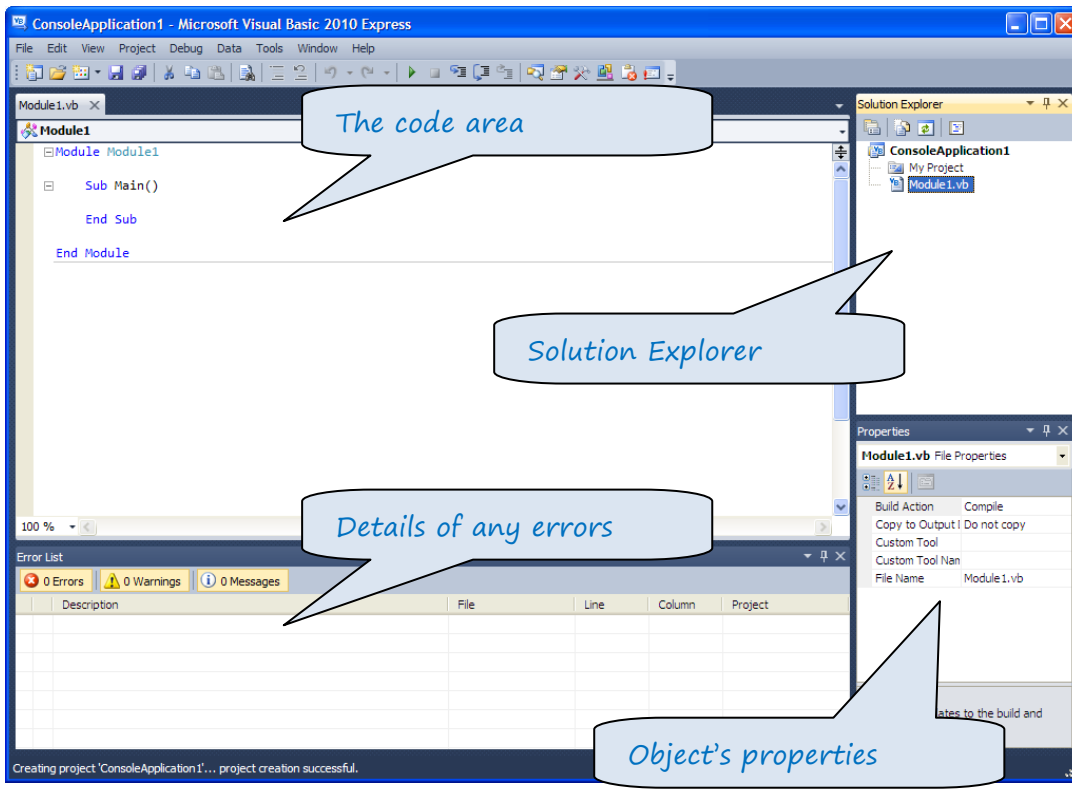 ConsoleApplication1 - Microsoft Visual Basic 2010 Express
File Edit View Project Debug Data Tools Window Help
Module1.vb
Module1
Module Module1
Sub Main()
End Sub
End Module
The code area
Solution Explorer
ConsoleApplication1
My Project
Module1.vb
Solution Explorer
Properties
Module1.vb File Properties
Build Action Compile
Copy to Output Do not copy
Custom Tool
Custom Tool Nam
File Name Module1.vb
100 %
Details of any errors
Error List
0 Errors 0 Warnings 0 Messages
Description File Line Column Project
ates to the build and
Object's properties
Creating project 'ConsoleApplication1'... project creation successful.